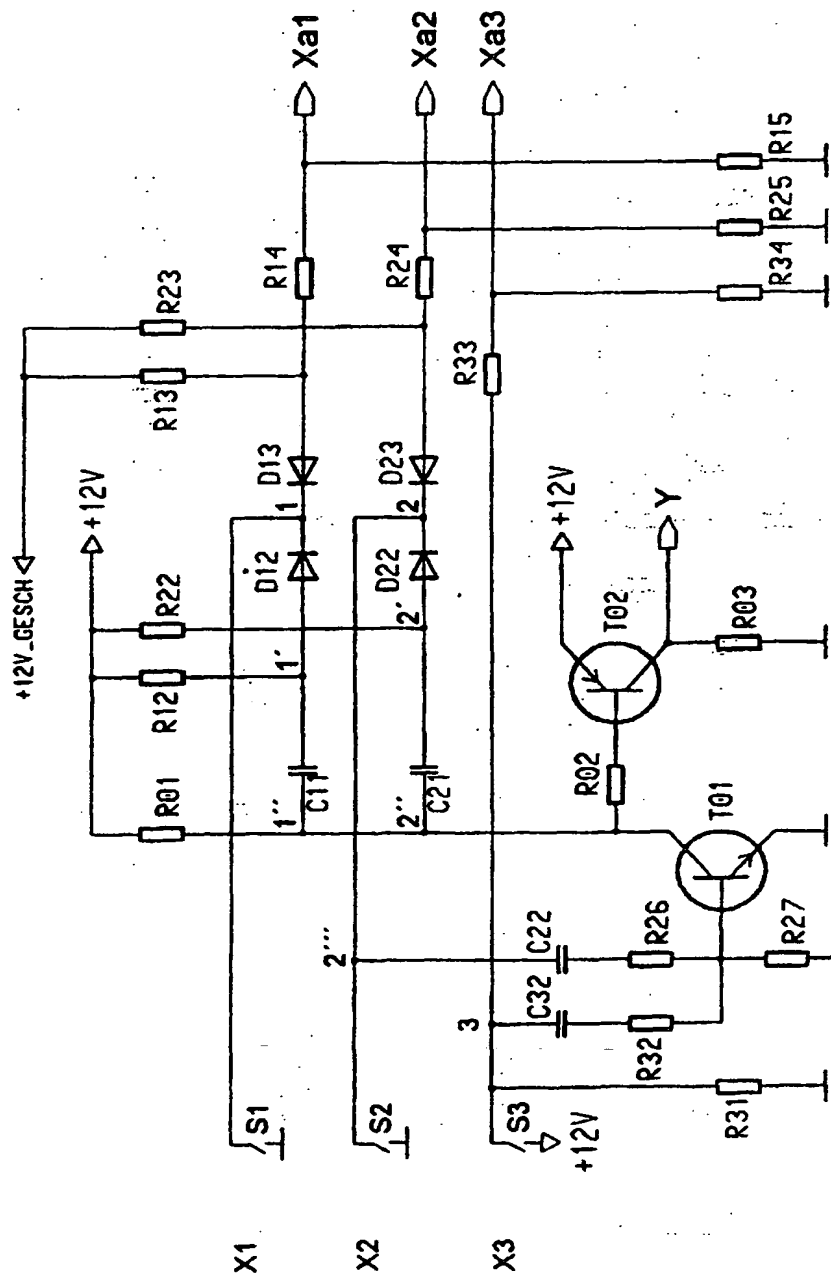 X1
X2
X3
S1
S2
S3
+12V
+12V_GESCH
+12V
R01
R12
R22
R13
R23
1''
C11
1'
D12
1
D13
R14
Xa1
2'''
2''
C21
2'
D22
2
D23
R24
Xa2
3
R33
Xa3
C32
C22
R32
R26
R31
R27
T01
R02
T02
+12V
Y
R03
R34
R25
R15